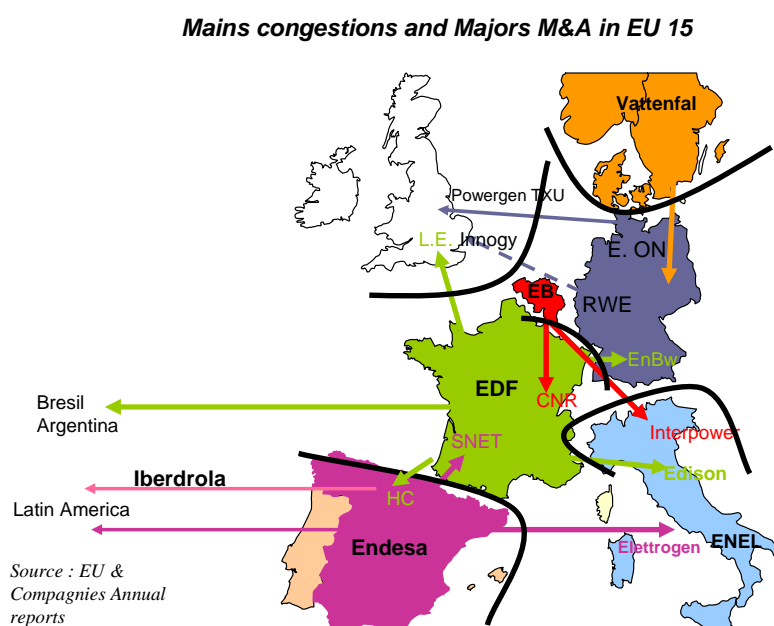 Mains congestions and Majors M&A in EU 15
Vattenfal
Powergen TXU
L.E. Innogy
E. ON
EB
RWE
EnBw
EDF
CNR
Bresil
Argentina
SNET
Interpower
Iberdrola
Edison
HC
Latin America
Endesa
Elettrogen
ENEL
Source : EU &
Compagnies Annual
reports